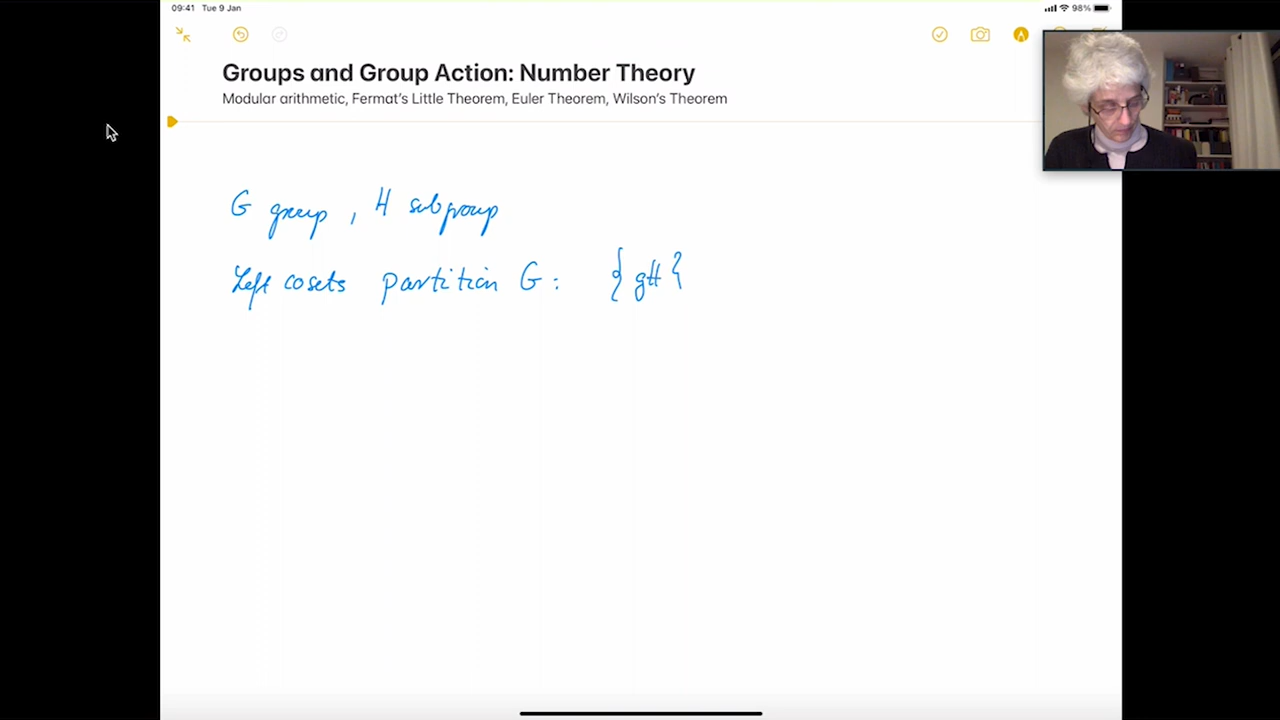 09:41 Tue 9 Jan
98%
Groups and Group Action: Number Theory
Modular arithmetic, Fermat's Little Theorem, Euler Theorem, Wilson's Theorem
G group, H subgroup
Left cosets partition G: {gH}